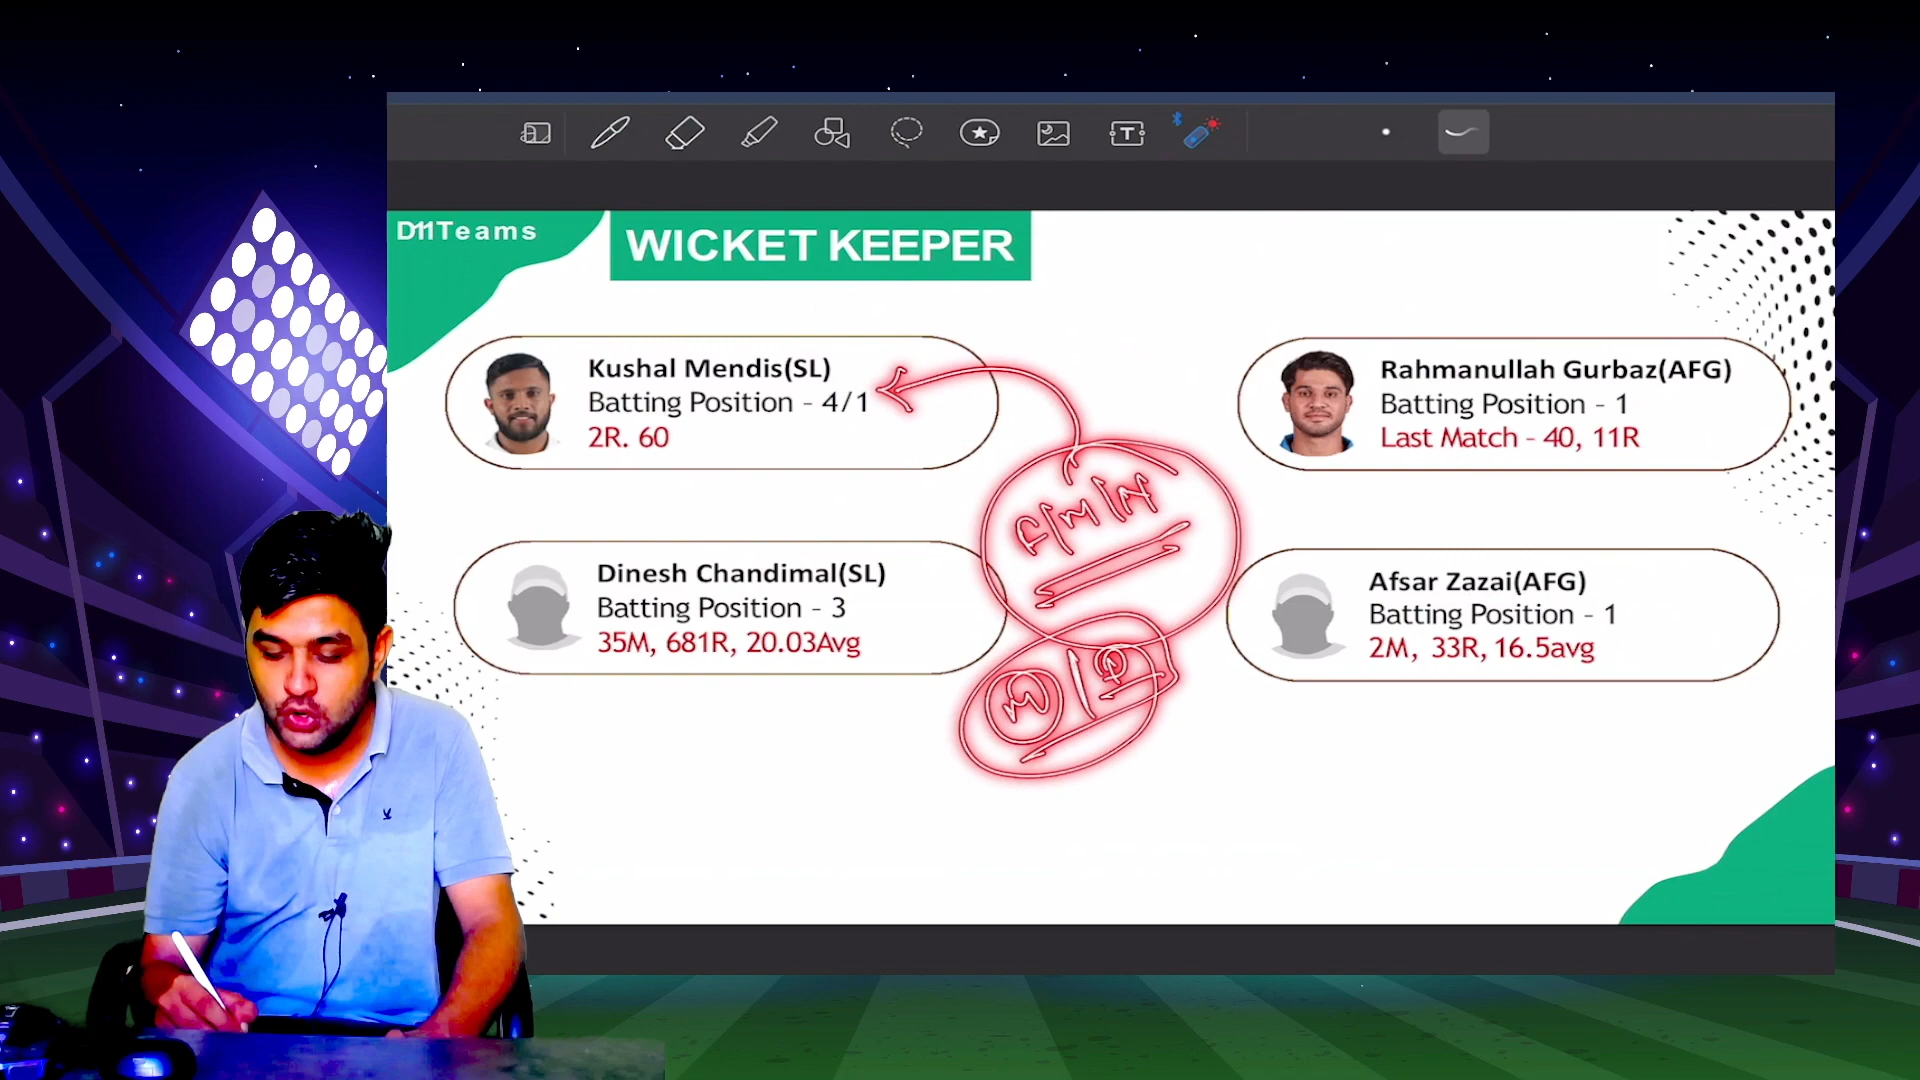 D11Teams
WICKET KEEPER
Kushal Mendis(SL)
Batting Position - 4/1
2R. 60
Rahmanullah Gurbaz(AFG)
Batting Position - 1
Last Match - 40, 11R
Dinesh Chandimal(SL)
Batting Position - 3
35M, 681R, 20.03Avg
Afsar Zazai(AFG)
Batting Position - 1
2M, 33R, 16.5avg